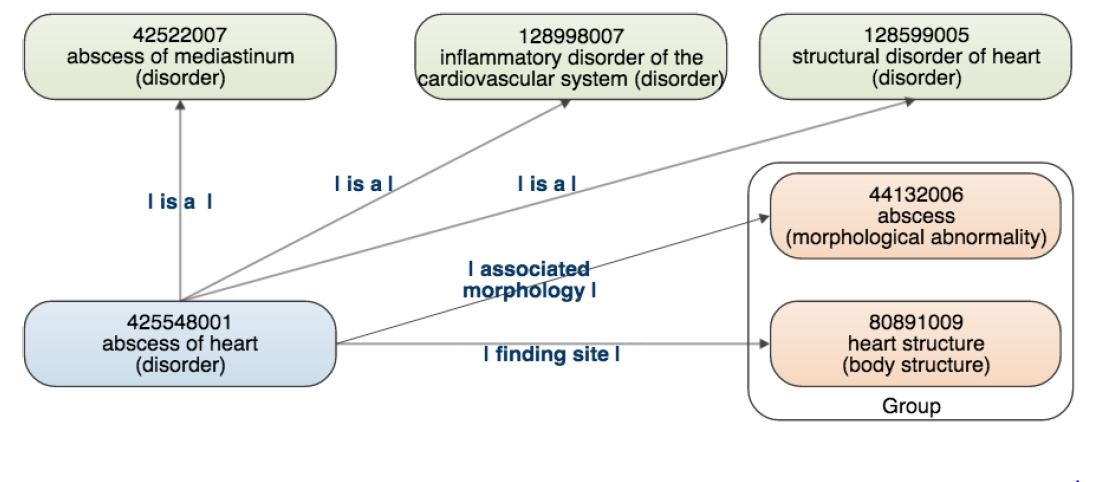 42522007
abscess of mediastinum
(disorder)
128998007
inflammatory disorder of the
cardiovascular system (disorder)
128599005
structural disorder of heart
(disorder)
| is a |
| is a |
| is a |
44132006
abscess
(morphological abnormality)
| associated
morphology |
425548001
abscess of heart
(disorder)
| finding site |
80891009
heart structure
(body structure)
Group